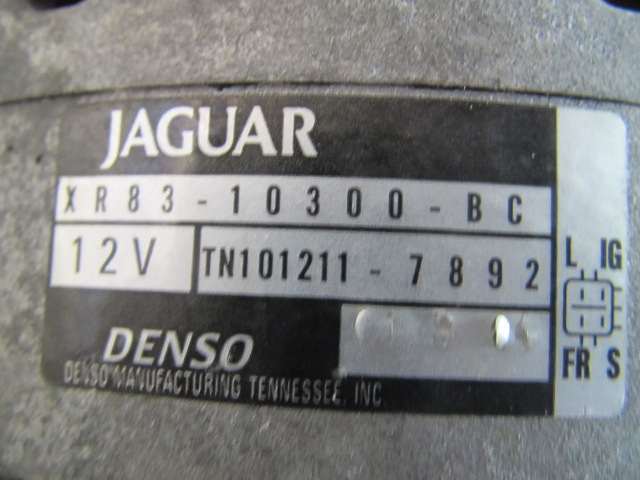 JAGUAR
XR83-10300-BC
12V TN101211-7892
L IG
DENSO
FR S
DENSO MANUFACTURING TENNESSEE, INC.